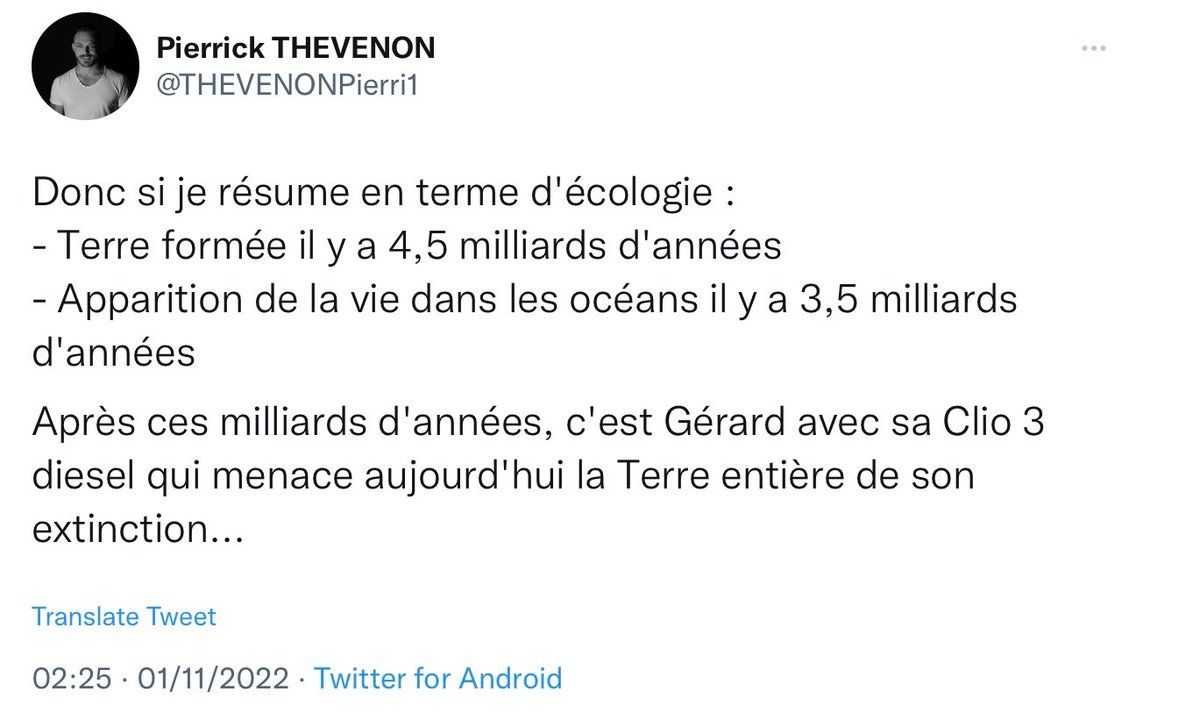 Pierrick THEVENON
@THEVENONPierri1
Donc si je résume en terme d'écologie :
- Terre formée il y a 4,5 milliards d'années
- Apparition de la vie dans les océans il y a 3,5 milliards
d'années
Après ces milliards d'années, c'est Gérard avec sa Clio 3
diesel qui menace aujourd'hui la Terre entière de son
extinction...
Translate Tweet
02:25 · 01/11/2022 · Twitter for Android